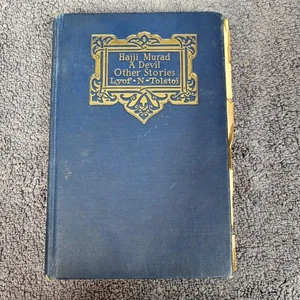 Hajji Murad
A Devil
Other Stories
Lyof • N • Tolstoi